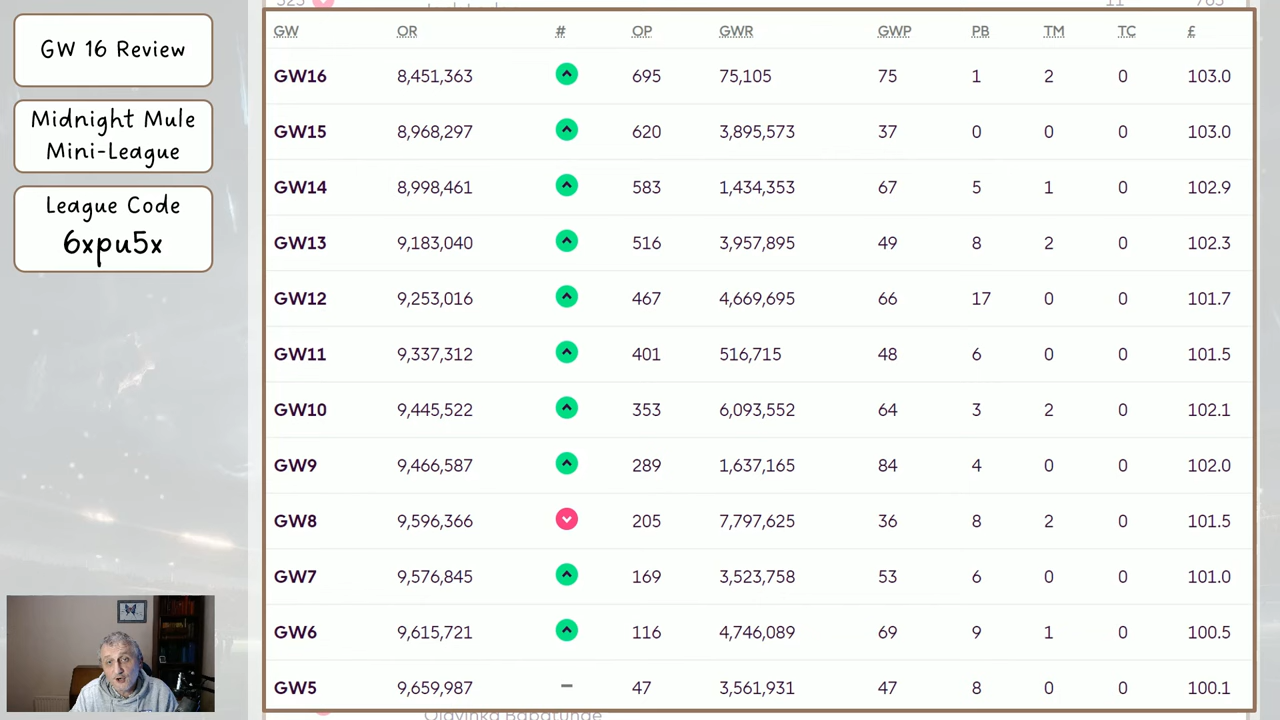 GW 16 Review
Midnight Mule
Mini-League
League Code
6xpu5x
GW OR # OP GWR GWP PB TM TC £
GW16 8,451,363 695 75,105 75 1 2 0 103.0
GW15 8,968,297 620 3,895,573 37 0 0 0 103.0
GW14 8,998,461 583 1,434,353 67 5 1 0 102.9
GW13 9,183,040 516 3,957,895 49 8 2 0 102.3
GW12 9,253,016 467 4,669,695 66 17 0 0 101.7
GW11 9,337,312 401 516,715 48 6 0 0 101.5
GW10 9,445,522 353 6,093,552 64 3 2 0 102.1
GW9 9,466,587 289 1,637,165 84 4 0 0 102.0
GW8 9,596,366 205 7,797,625 36 8 2 0 101.5
GW7 9,576,845 169 3,523,758 53 6 0 0 101.0
GW6 9,615,721 116 4,746,089 69 9 1 0 100.5
GW5 9,659,987 – 47 3,561,931 47 8 0 0 100.1
Olayinka Babatunde